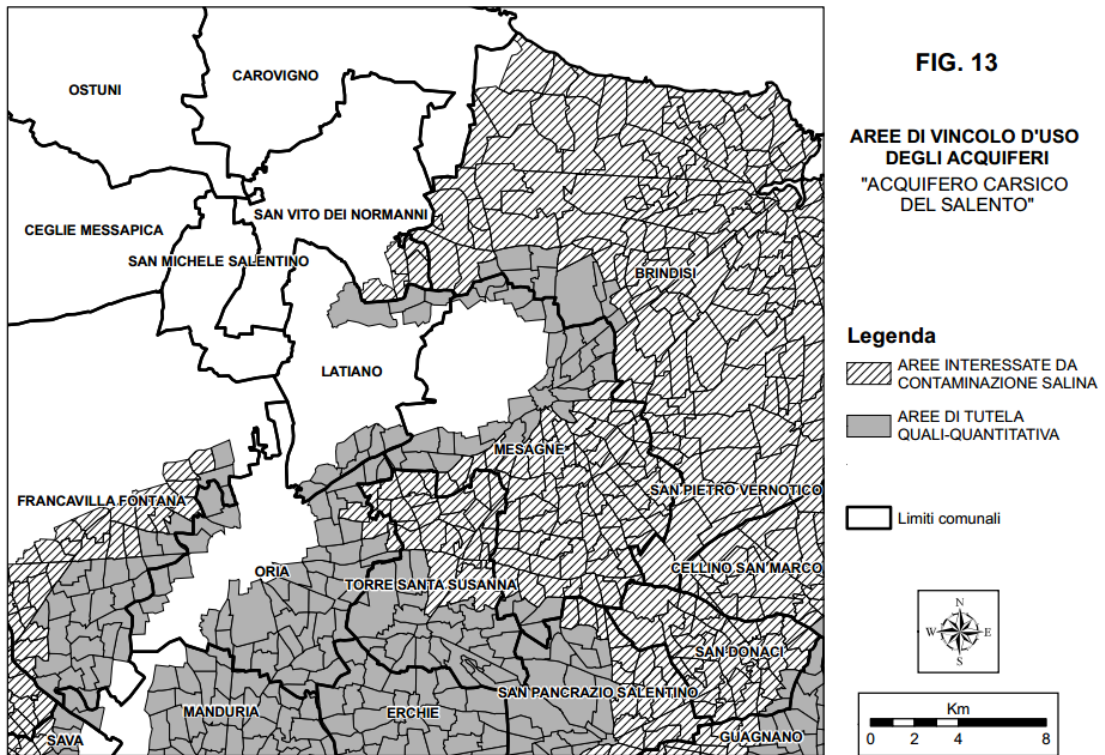 OSTUNI
CAROVIGNO
CEGLIE MESSAPICA
SAN VITO DEI NORMANNI
SAN MICHELE SALENTINO
BRINDISI
LATIANO
MESAGNE
FRANCAVILLA FONTANA
SAN PIETRO VERNOTICO
ORIA
TORRE SANTA SUSANNA
CELLINO SAN MARCO
SAN DONACI
SAN PANCRAZIO SALENTINO
MANDURIA
ERCHIE
SAVA
GUAGNANO
FIG. 13
AREE DI VINCOLO D'USO
DEGLI ACQUIFERI
"ACQUIFERO CARSICO
DEL SALENTO"
Legenda
AREE INTERESSATE DA
CONTAMINAZIONE SALINA
AREE DI TUTELA
QUALI-QUANTITATIVA
Limiti comunali
N
W E
S
Km
0 2 4 8